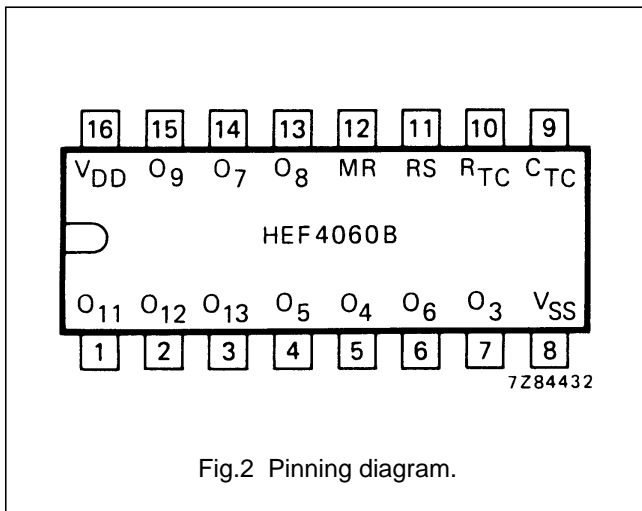 16 15 14 13 12 11 10 9
VDD O9 O7 O8 MR RS RTC CTC
HEF4060B
O11 O12 O13 O5 O4 O6 O3 VSS
1 2 3 4 5 6 7 8
7Z84432
Fig.2 Pinning diagram.